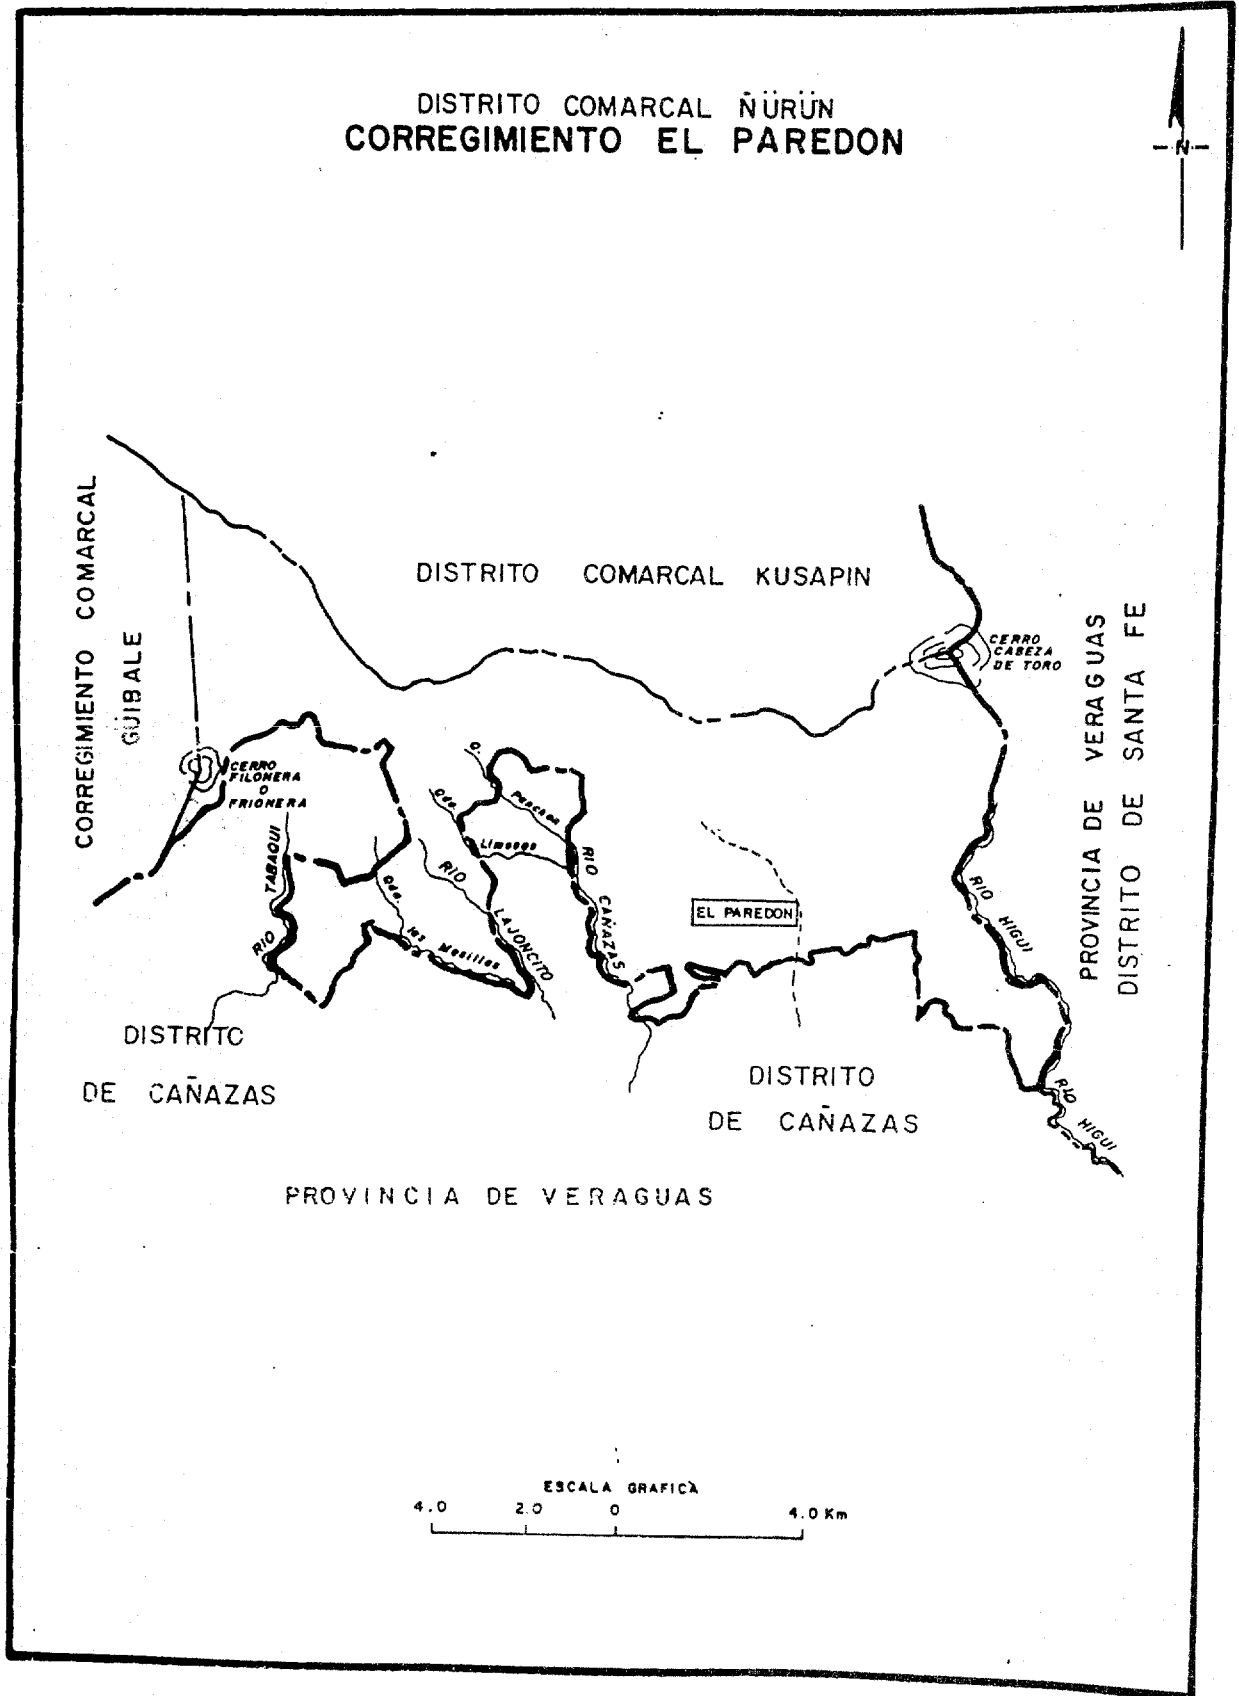 DISTRITO COMARCAL ÑÜRÜN
CORREGIMIENTO EL PAREDON
-N-
CORREGIMIENTO COMARCAL
GÜIBALE
DISTRITO COMARCAL KUSAPIN
CERRO
CABEZA
DE TORO
PROVINCIA DE VERAGUAS
DISTRITO DE SANTA FE
CERRO
FILONERA
O
FRIONERA
RIO TABAQUI
Q.
Panchon
Qda.
Limones
RIO LAJONCITO
Qda. las Mesillas
RIO CAÑAZAS
EL PAREDON
RIO HIGUI
RIO HIGUI
DISTRITO
DE CAÑAZAS
DISTRITO
DE CAÑAZAS
PROVINCIA DE VERAGUAS
ESCALA GRAFICA
4.0 2.0 0 4.0 Km